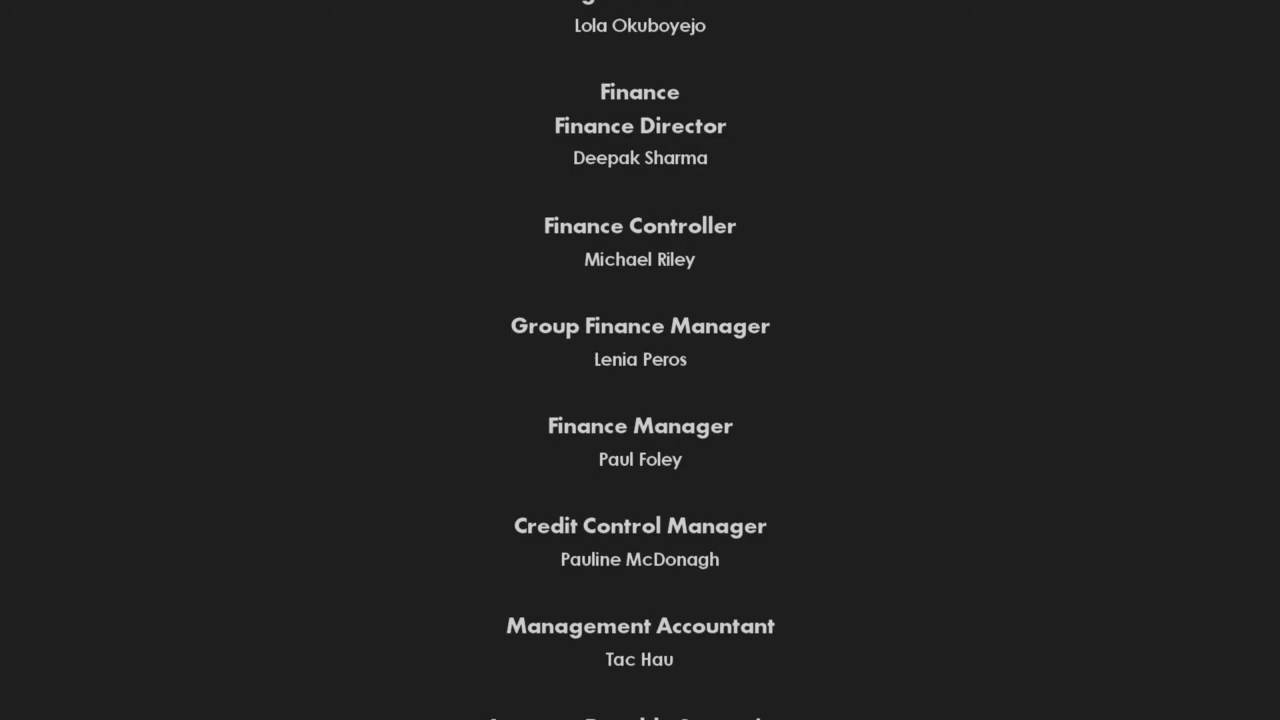 Lola Okuboyejo
Finance
Finance Director
Deepak Sharma
Finance Controller
Michael Riley
Group Finance Manager
Lenia Peros
Finance Manager
Paul Foley
Credit Control Manager
Pauline McDonagh
Management Accountant
Tac Hau